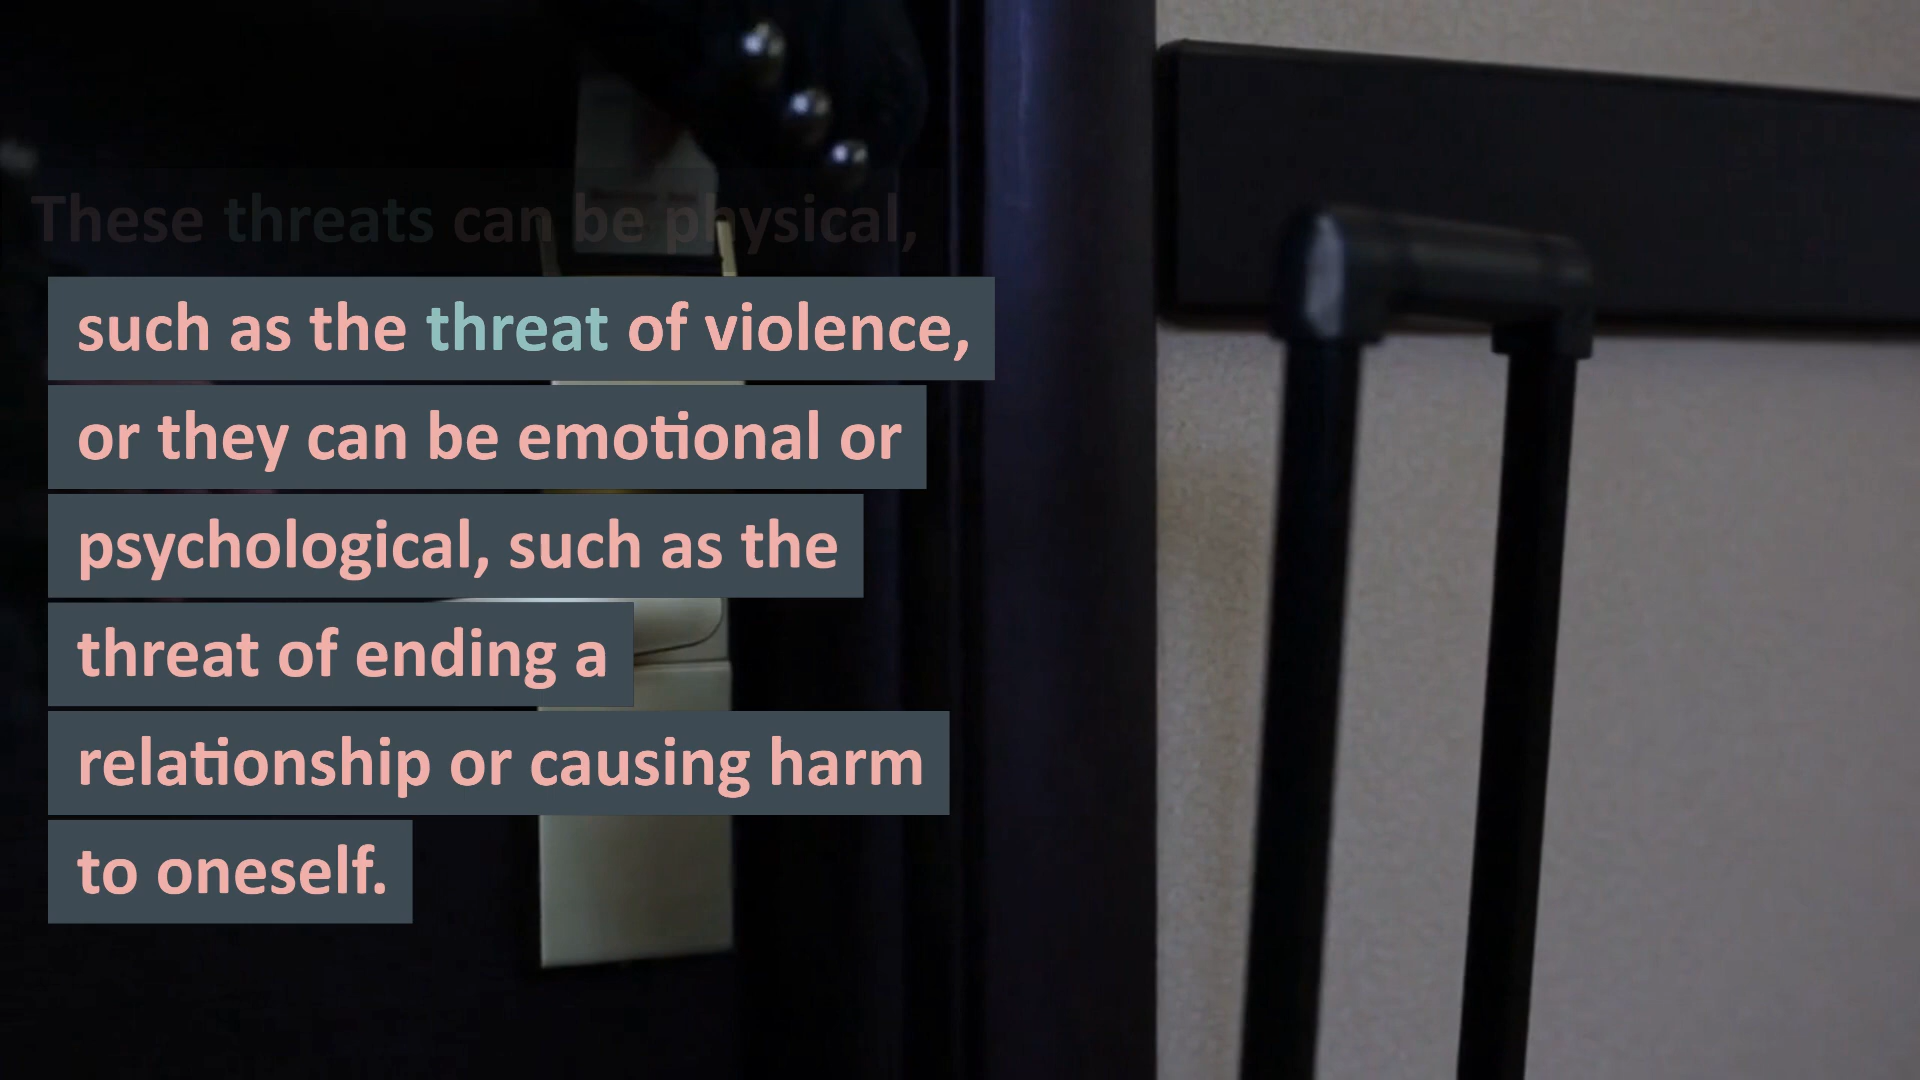 These threats can be physical,
such as the threat of violence,
or they can be emotional or
psychological, such as the
threat of ending a
relationship or causing harm
to oneself.